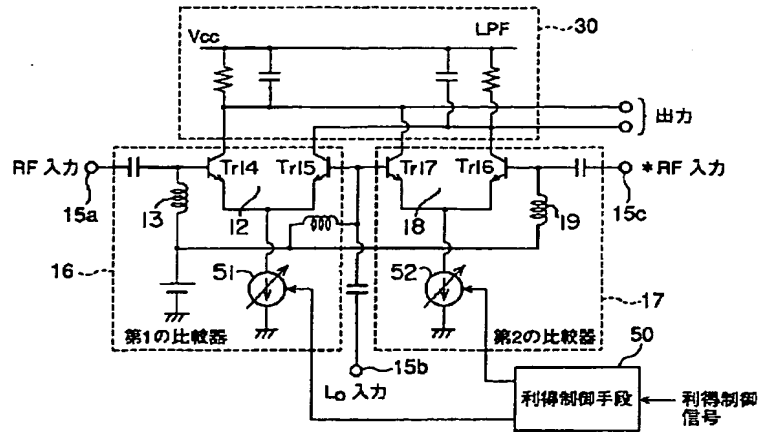 Vcc
LPF
30
出力
RF 入力
Tr14
Tr15
Tr17
Tr16
*RF 入力
15a
15c
13
12
18
19
16
51
52
17
第1の比較器
第2の比較器
50
15b
Lo 入力
利得制御手段
利得制御
信号